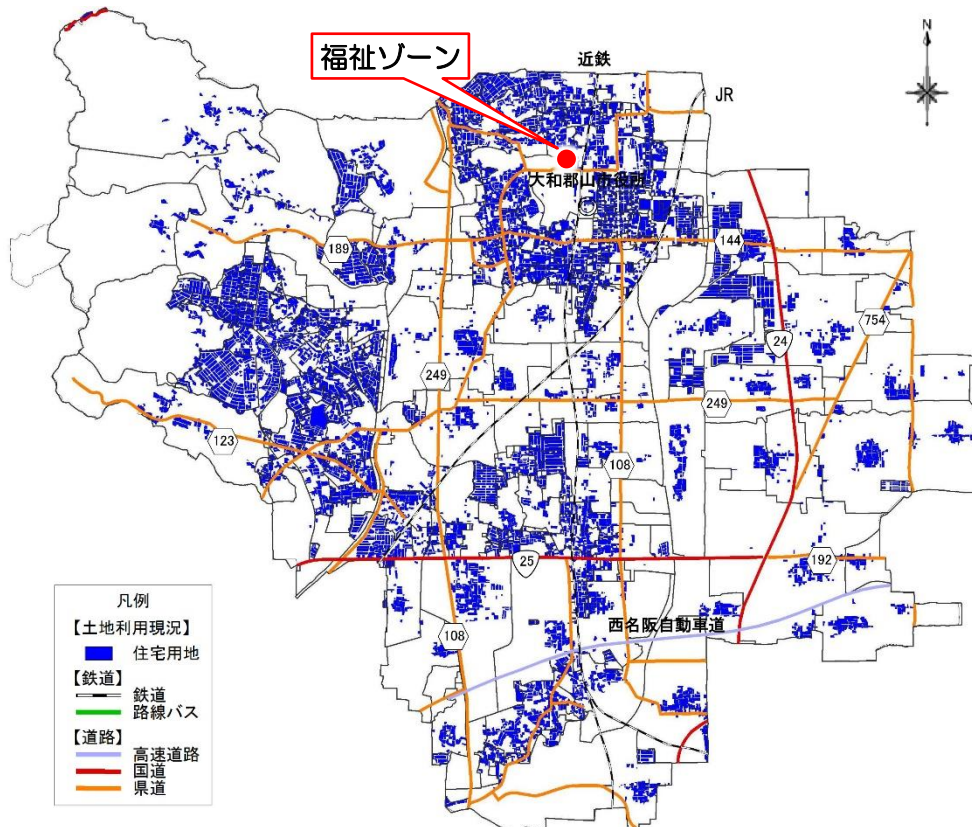 福祉ゾーン
近鉄
N
JR
大和郡山市役所
189
144
754
24
249
249
123
108
25
192
西名阪自動車道
108
凡例
【土地利用現況】
住宅用地
【鉄道】
鉄道
路線バス
【道路】
高速道路
国道
県道